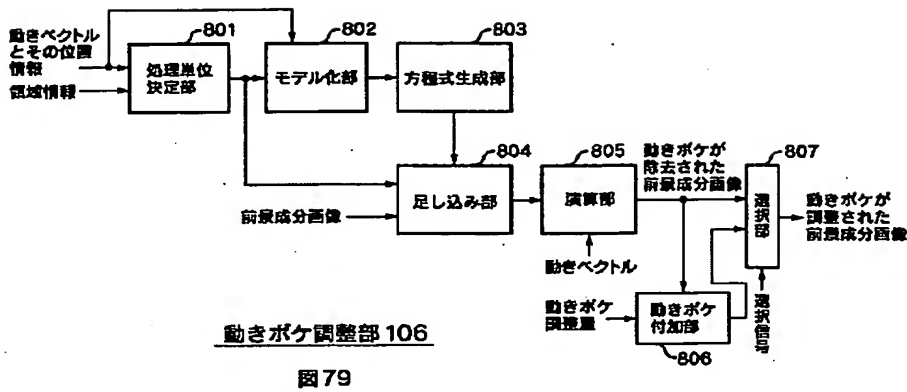 動きベクトル
とその位置
情報
領域情報
801
処理単位
決定部
802
モデル化部
803
方程式生成部
804
足し込み部
前景成分画像
805
演算部
動きベクトル
動きボケが
除去された
前景成分画像
807
選択部
動きボケが
調整された
前景成分画像
動きボケ
調整量
動きボケ
付加部
806
選択信号
動きボケ調整部106
図79